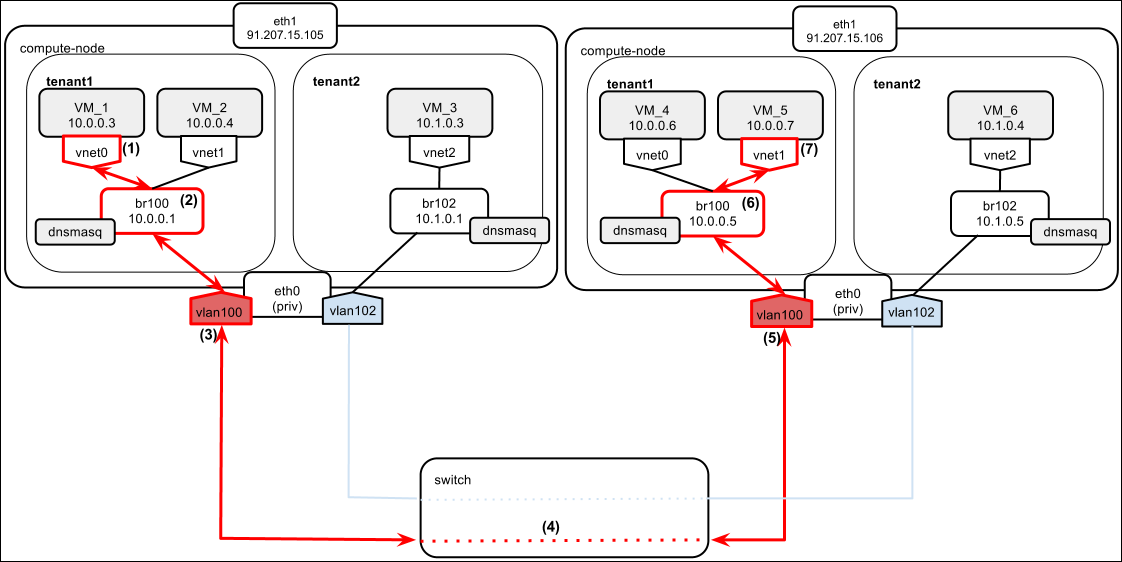 eth1
91.207.15.105
compute-node
tenant1
VM_1
10.0.0.3
VM_2
10.0.0.4
vnet0
(1)
vnet1
br100
(2)
10.0.0.1
dnsmasq
tenant2
VM_3
10.1.0.3
vnet2
br102
10.1.0.1
dnsmasq
eth0
(priv)
vlan100
(3)
vlan102
eth1
91.207.15.106
compute-node
tenant1
VM_4
10.0.0.6
VM_5
10.0.0.7
vnet0
vnet1
(7)
br100
(6)
10.0.0.5
dnsmasq
tenant2
VM_6
10.1.0.4
vnet2
br102
10.1.0.5
dnsmasq
eth0
(priv)
vlan100
(5)
vlan102
switch
(4)